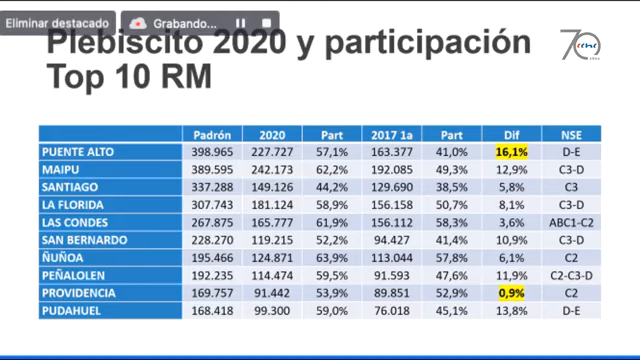 Eliminar destacado
Grabando...
Plebiscito 2020 y participación
Top 10 RM
70
Padrón 2020 Part 2017 1a Part Dif NSE
PUENTE ALTO 398.965 227.727 57,1% 163.377 41,0% 16,1% D-E
MAIPU 389.595 242.173 62,2% 192.085 49,3% 12,9% C3-D
SANTIAGO 337.288 149.126 44,2% 129.690 38,5% 5,8% C3
LA FLORIDA 307.743 181.124 58,9% 156.158 50,7% 8,1% C3-D
LAS CONDES 267.875 165.777 61,9% 156.112 58,3% 3,6% ABC1-C2
SAN BERNARDO 228.270 119.215 52,2% 94.427 41,4% 10,9% C3-D
ÑUÑOA 195.466 124.871 63,9% 113.044 57,8% 6,1% C2
PEÑALOLEN 192.235 114.474 59,5% 91.593 47,6% 11,9% C2-C3-D
PROVIDENCIA 169.757 91.442 53,9% 89.851 52,9% 0,9% C2
PUDAHUEL 168.418 99.300 59,0% 76.018 45,1% 13,8% D-E